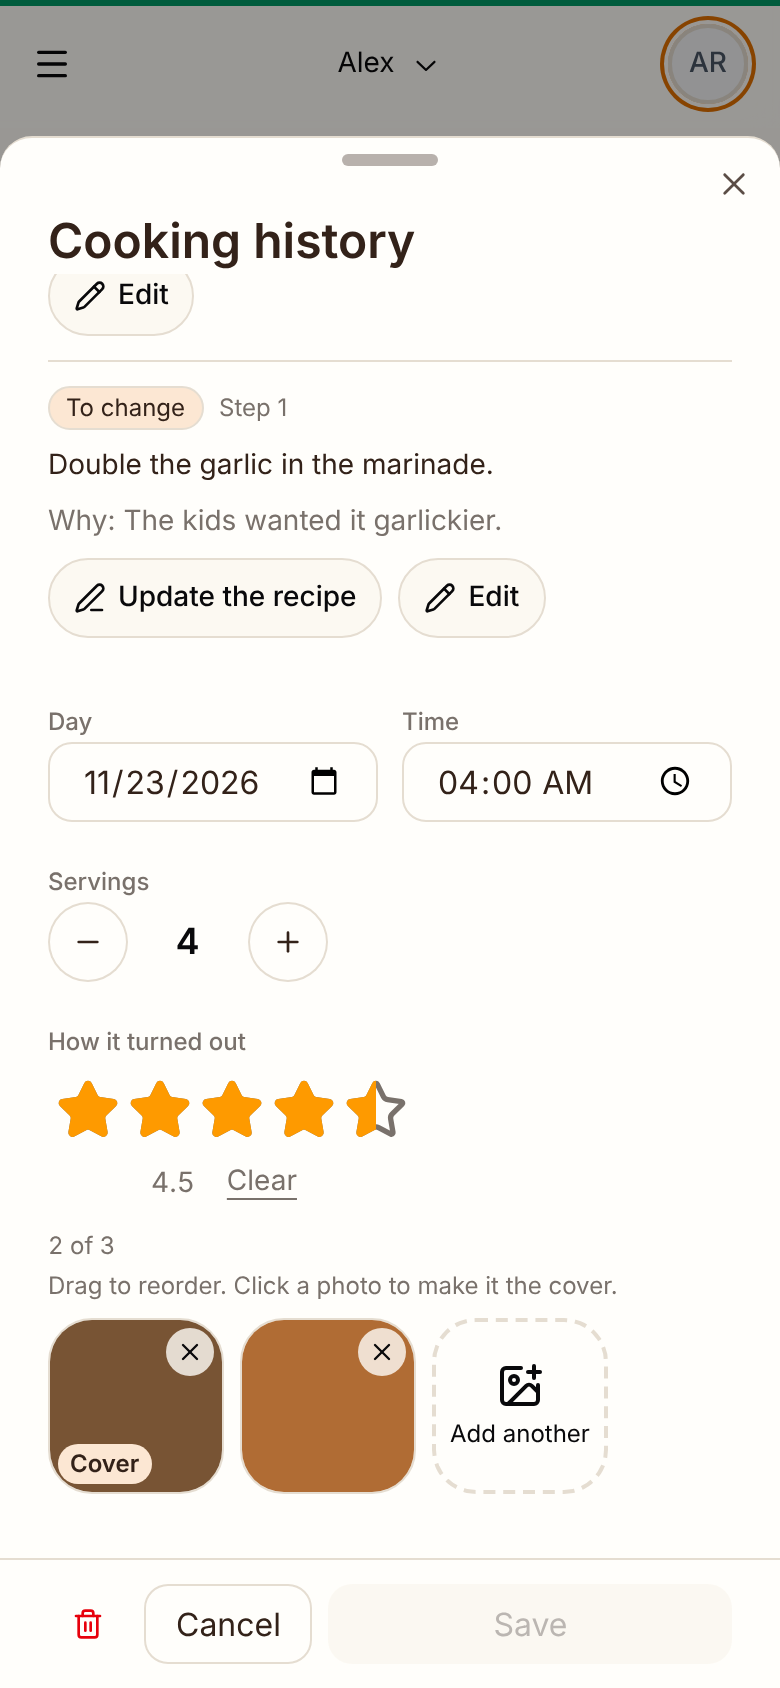 Alex
AR
Cooking history
Edit
To change Step 1
Double the garlic in the marinade.
Why: The kids wanted it garlickier.
Update the recipe Edit
Day Time
11/23/2026 04:00 AM
Servings
4
How it turned out
4.5 Clear
2 of 3
Drag to reorder. Click a photo to make it the cover.
Add another
Cover
Cancel Save